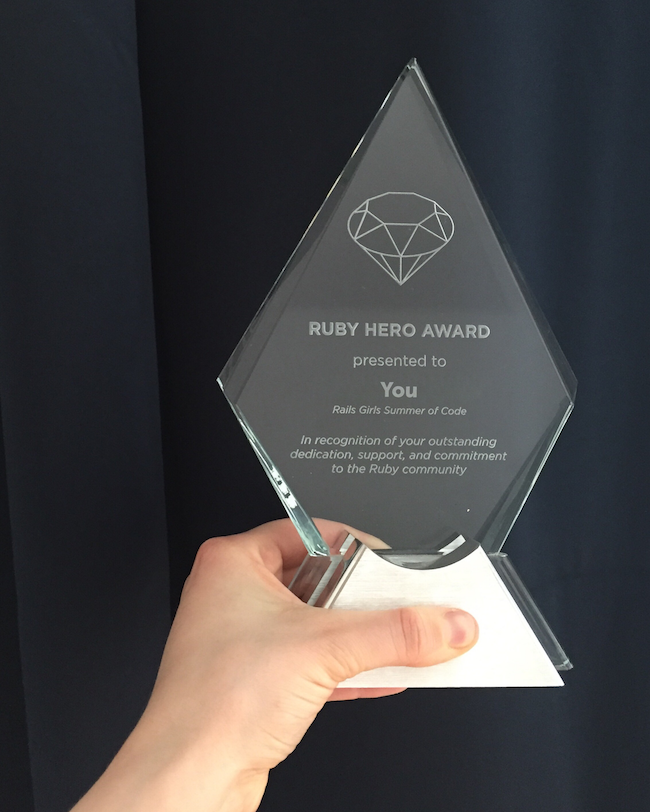 RUBY HERO AWARD
presented to
You
Rails Girls Summer of Code
In recognition of your outstanding
dedication, support, and commitment
to the Ruby community